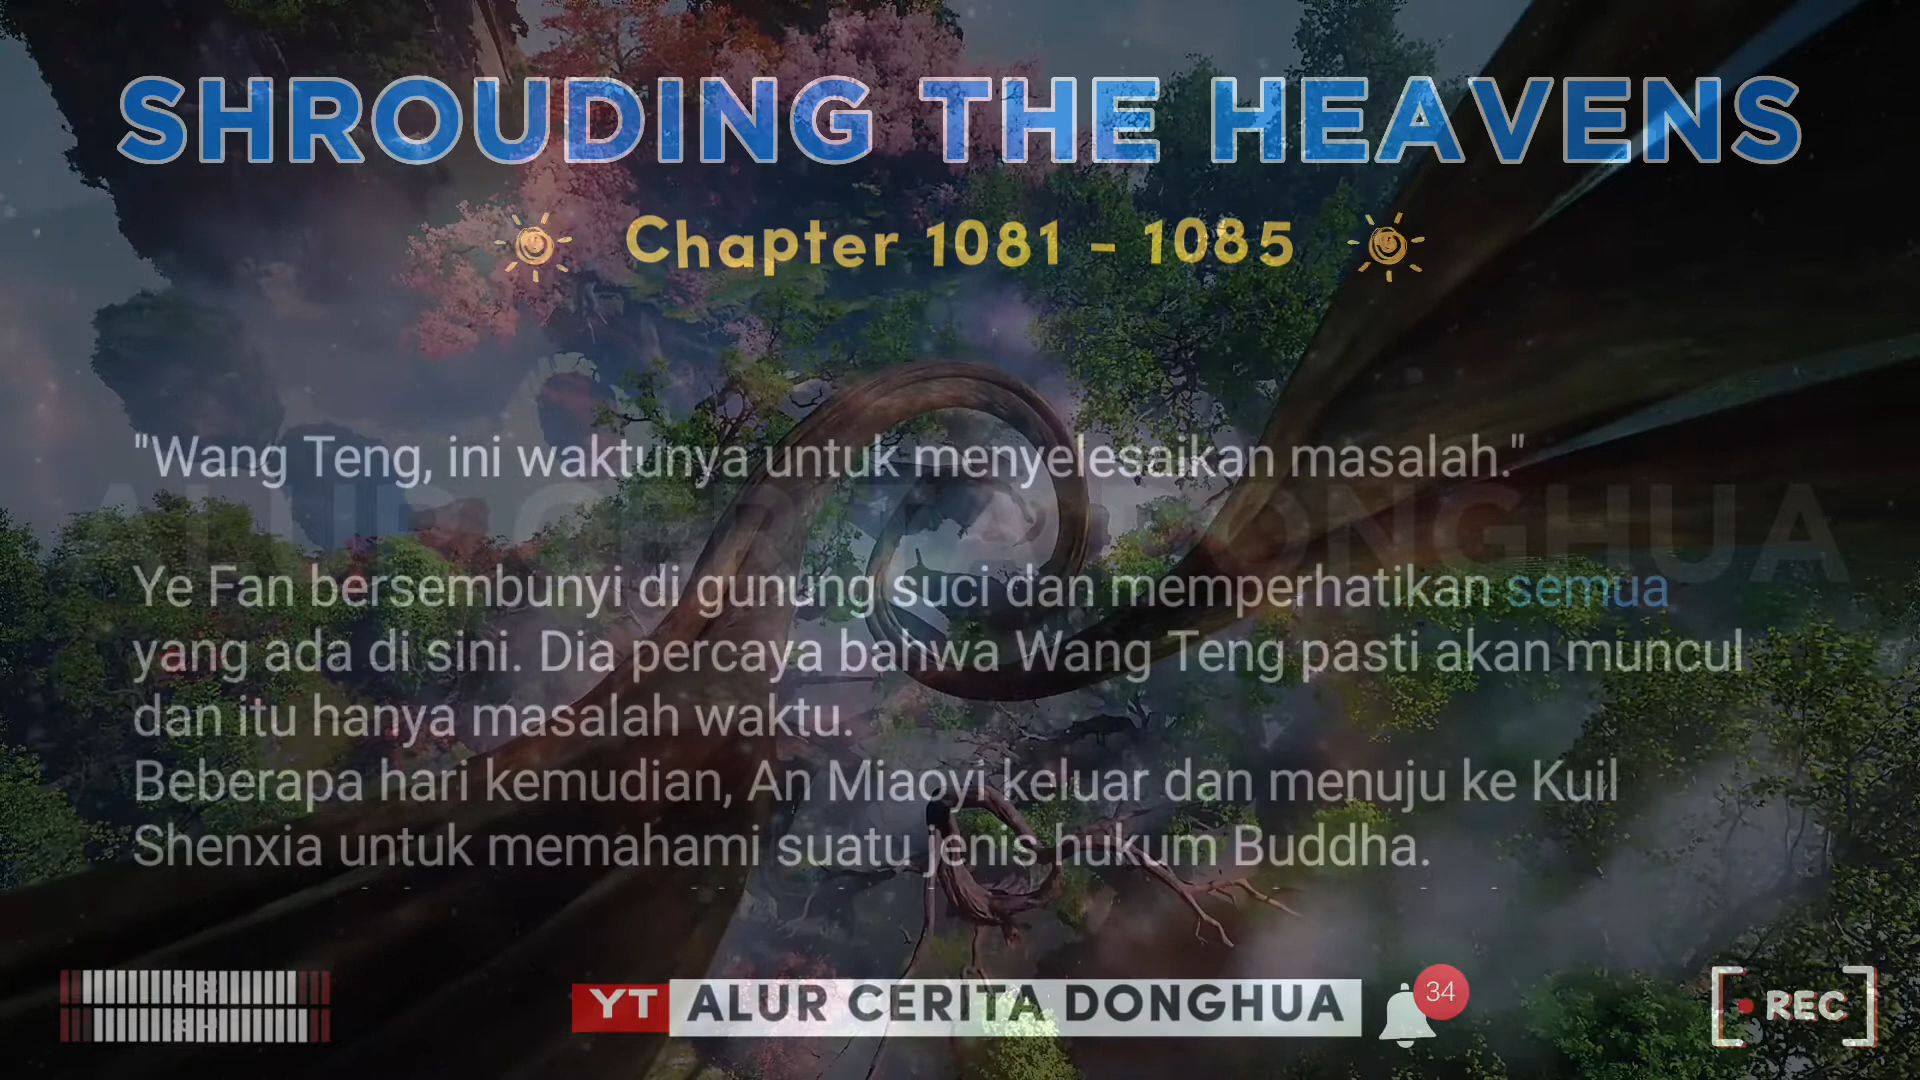 SHROUDING THE HEAVENS
Chapter 1081 - 1085
"Wang Teng, ini waktunya untuk menyelesaikan masalah."
ALUR CERITA DONGHUA
Ye Fan bersembunyi di gunung suci dan memperhatikan semua
yang ada di sini. Dia percaya bahwa Wang Teng pasti akan muncul
dan itu hanya masalah waktu.
Beberapa hari kemudian, An Miaoyi keluar dan menuju ke Kuil
Shenxia untuk memahami suatu jenis hukum Buddha.
YT ALUR CERITA DONGHUA 34
REC